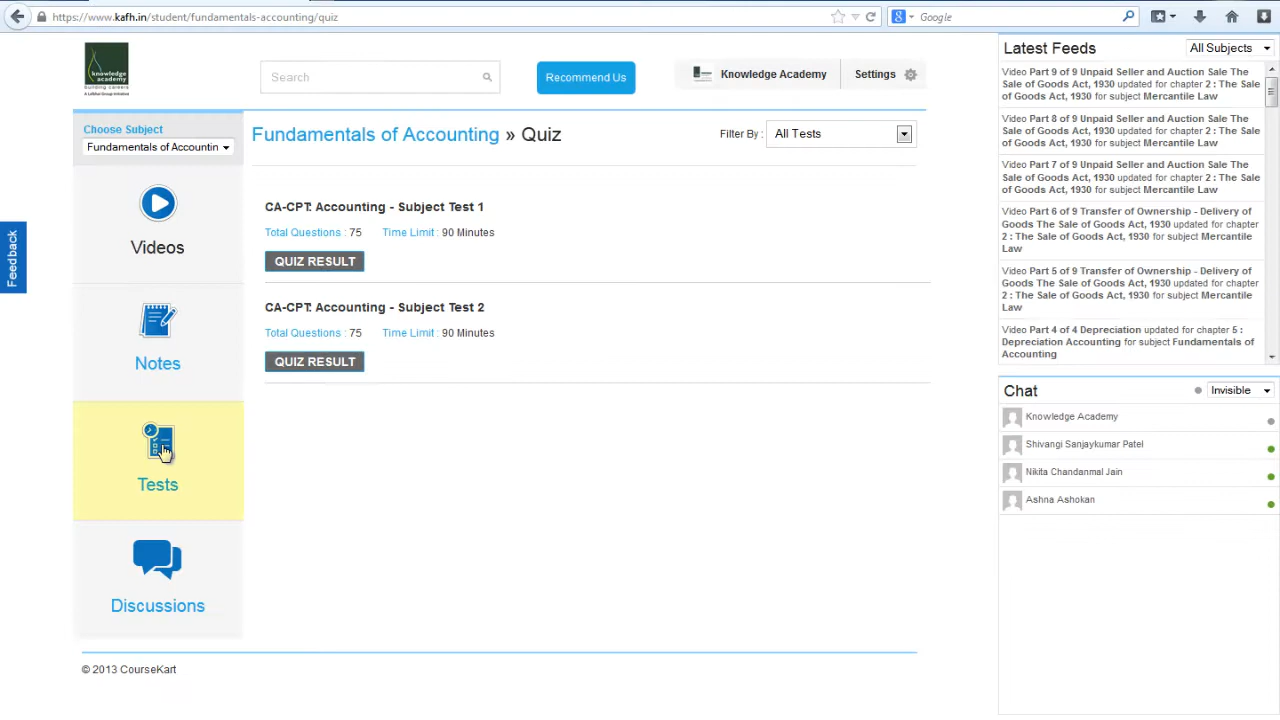 https://www.kafh.in/student/fundamentals-accounting/quiz
Google
knowledge
academy
Building careers
Search
Recommend Us
Knowledge Academy
Settings
Choose Subject
Fundamentals of Accountin
Videos
Notes
Tests
Discussions
Feedback
Fundamentals of Accounting » Quiz
Filter By :
All Tests
CA-CPT: Accounting - Subject Test 1
Total Questions : 75 Time Limit : 90 Minutes
QUIZ RESULT
CA-CPT: Accounting - Subject Test 2
Total Questions : 75 Time Limit : 90 Minutes
QUIZ RESULT
© 2013 CourseKart
Latest Feeds
All Subjects
Video Part 9 of 9 Unpaid Seller and Auction Sale The
Sale of Goods Act, 1930 updated for chapter 2 : The Sale
of Goods Act, 1930 for subject Mercantile Law
Video Part 8 of 9 Unpaid Seller and Auction Sale The
Sale of Goods Act, 1930 updated for chapter 2 : The Sale
of Goods Act, 1930 for subject Mercantile Law
Video Part 7 of 9 Unpaid Seller and Auction Sale The
Sale of Goods Act, 1930 updated for chapter 2 : The Sale
of Goods Act, 1930 for subject Mercantile Law
Video Part 6 of 9 Transfer of Ownership - Delivery of
Goods The Sale of Goods Act, 1930 updated for chapter
2 : The Sale of Goods Act, 1930 for subject Mercantile
Law
Video Part 5 of 9 Transfer of Ownership - Delivery of
Goods The Sale of Goods Act, 1930 updated for chapter
2 : The Sale of Goods Act, 1930 for subject Mercantile
Law
Video Part 4 of 4 Depreciation updated for chapter 5 :
Depreciation Accounting for subject Fundamentals of
Accounting
Chat
Invisible
Knowledge Academy
Shivangi Sanjaykumar Patel
Nikita Chandanmal Jain
Ashna Ashokan